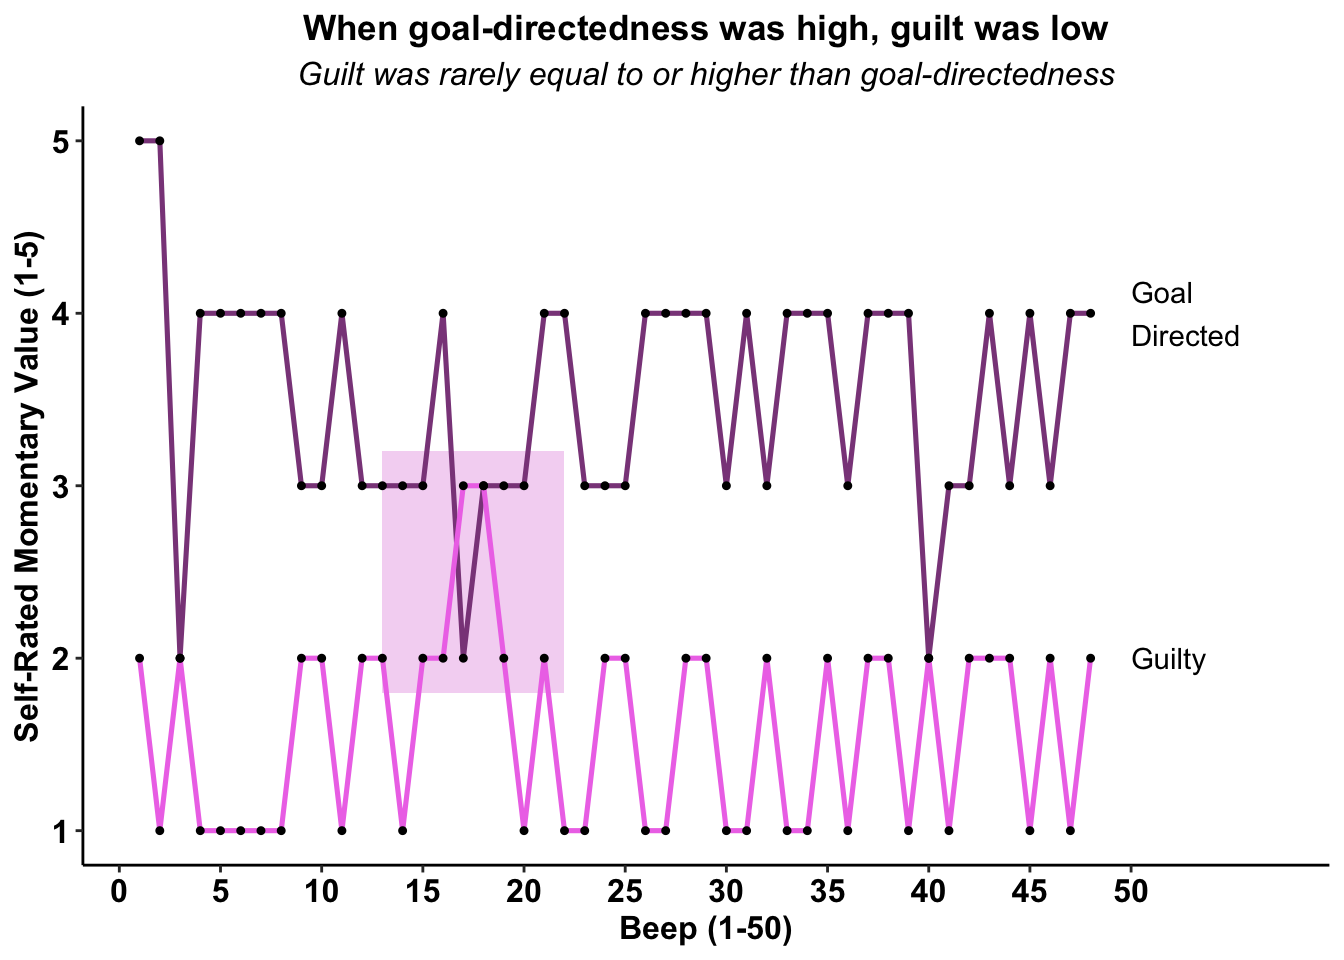 When goal-directedness was high, guilt was low
Guilt was rarely equal to or higher than goal-directedness
Self-Rated Momentary Value (1-5)
5
4
3
2
1
Goal
Directed
Guilty
0 5 10 15 20 25 30 35 40 45 50
Beep (1-50)